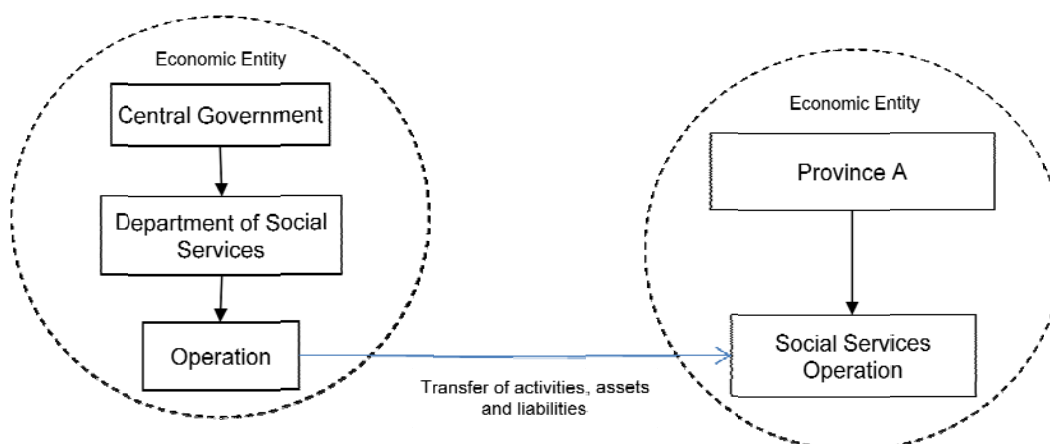 Economic Entity
Central Government
Department of Social
Services
Operation
Transfer of activities, assets
and liabilities
Economic Entity
Province A
Social Services
Operation